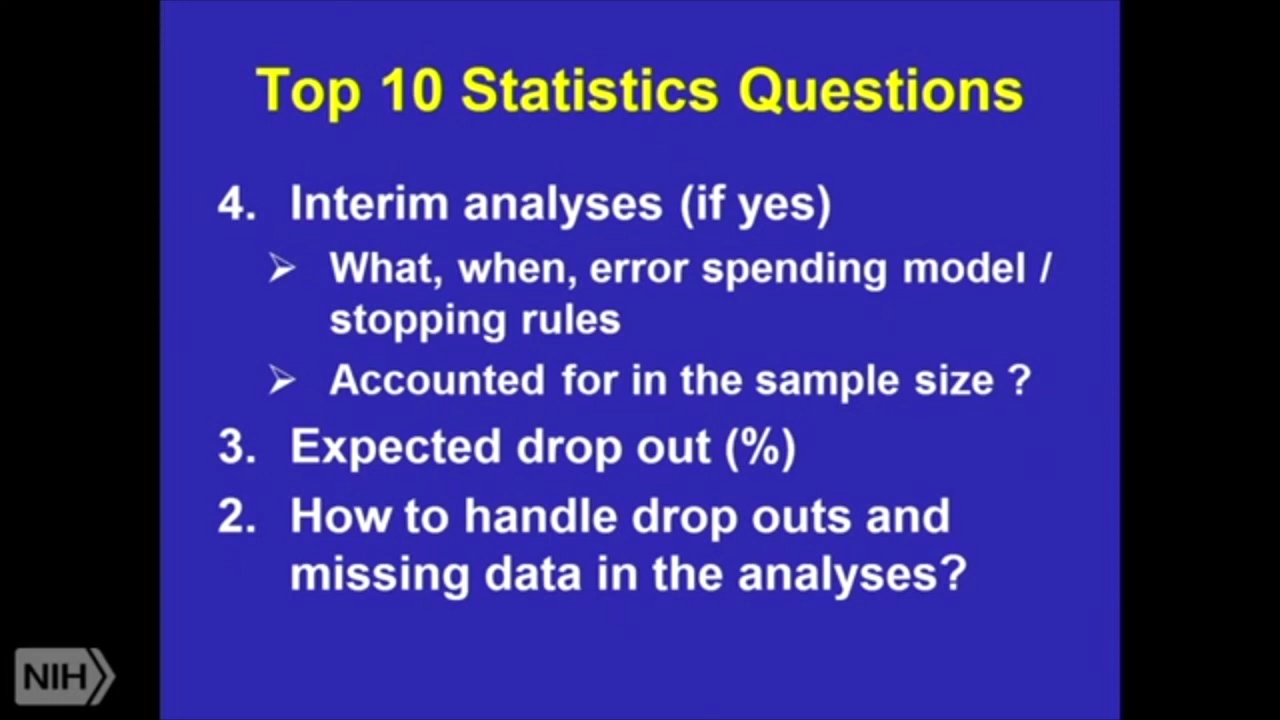 Top 10 Statistics Questions
4. Interim analyses (if yes)
➢ What, when, error spending model /
stopping rules
➢ Accounted for in the sample size ?
3. Expected drop out (%)
2. How to handle drop outs and
missing data in the analyses?
NIH